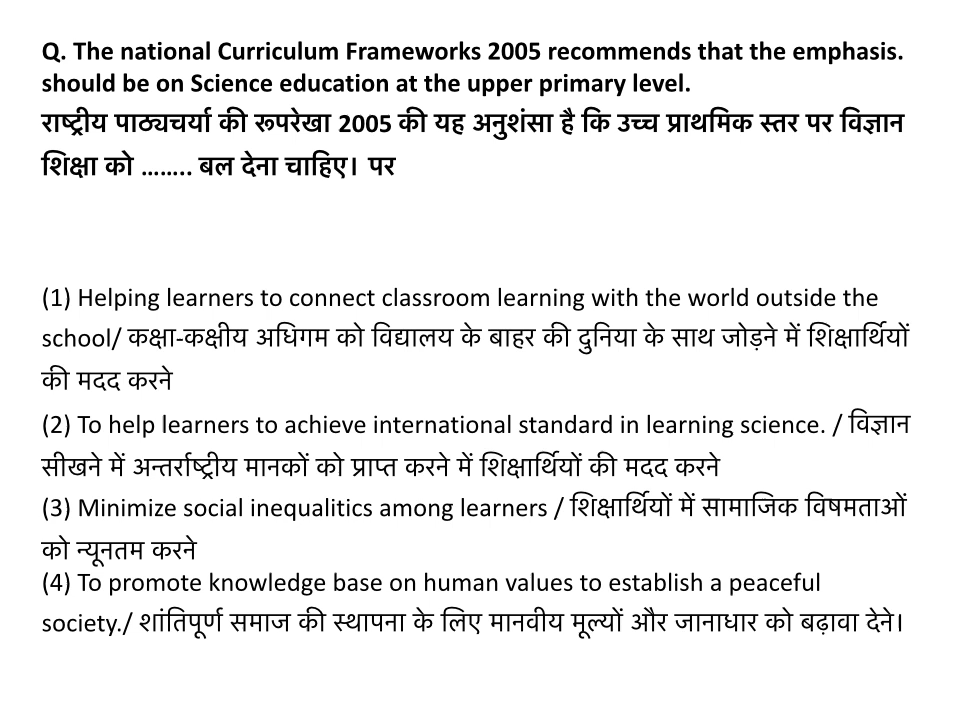 Q. The national Curriculum Frameworks 2005 recommends that the emphasis.
should be on Science education at the upper primary level.
राष्ट्रीय पाठ्यचर्या की रूपरेखा 2005 की यह अनुशंसा है कि उच्च प्राथमिक स्तर पर विज्ञान
शिक्षा को …….. बल देना चाहिए। पर
(1) Helping learners to connect classroom learning with the world outside the
school/ कक्षा-कक्षीय अधिगम को विद्यालय के बाहर की दुनिया के साथ जोड़ने में शिक्षार्थियों
की मदद करने
(2) To help learners to achieve international standard in learning science. / विज्ञान
सीखने में अन्तर्राष्ट्रीय मानकों को प्राप्त करने में शिक्षार्थियों की मदद करने
(3) Minimize social inequalitics among learners / शिक्षार्थियों में सामाजिक विषमताओं
को न्यूनतम करने
(4) To promote knowledge base on human values to establish a peaceful
society./ शांतिपूर्ण समाज की स्थापना के लिए मानवीय मूल्यों और जानाधार को बढ़ावा देने।